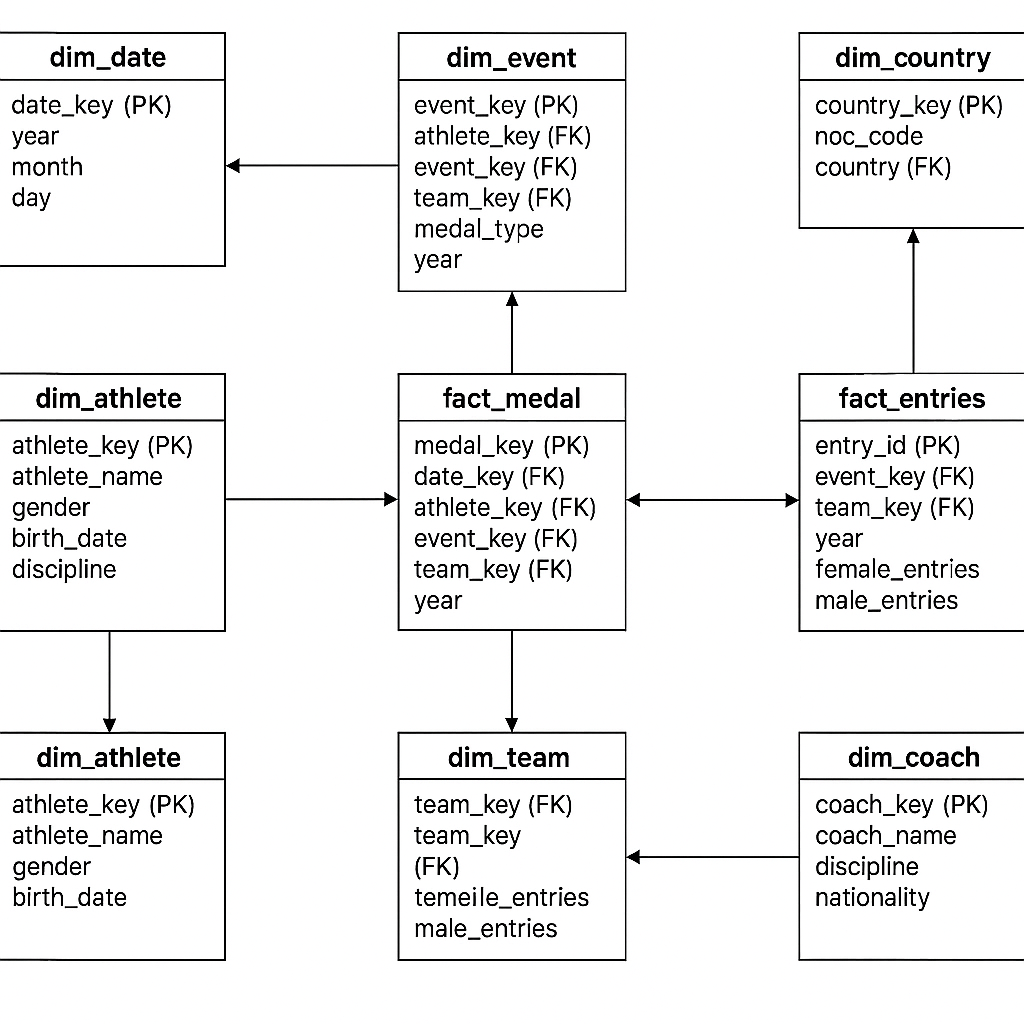 dim_date
date_key (PK)
year
month
day
dim_event
event_key (PK)
athlete_key (FK)
event_key (FK)
team_key (FK)
medal_type
year
dim_country
country_key (PK)
noc_code
country (FK)
dim_athlete
athlete_key (PK)
athlete_name
gender
birth_date
discipline
fact_medal
medal_key (PK)
date_key (FK)
athlete_key (FK)
event_key (FK)
team_key (FK)
year
fact_entries
entry_id (PK)
event_key (FK)
team_key (FK)
year
female_entries
male_entries
dim_athlete
athlete_key (PK)
athlete_name
gender
birth_date
dim_team
team_key (FK)
team_key
(FK)
temeile_entries
male_entries
dim_coach
coach_key (PK)
coach_name
discipline
nationality